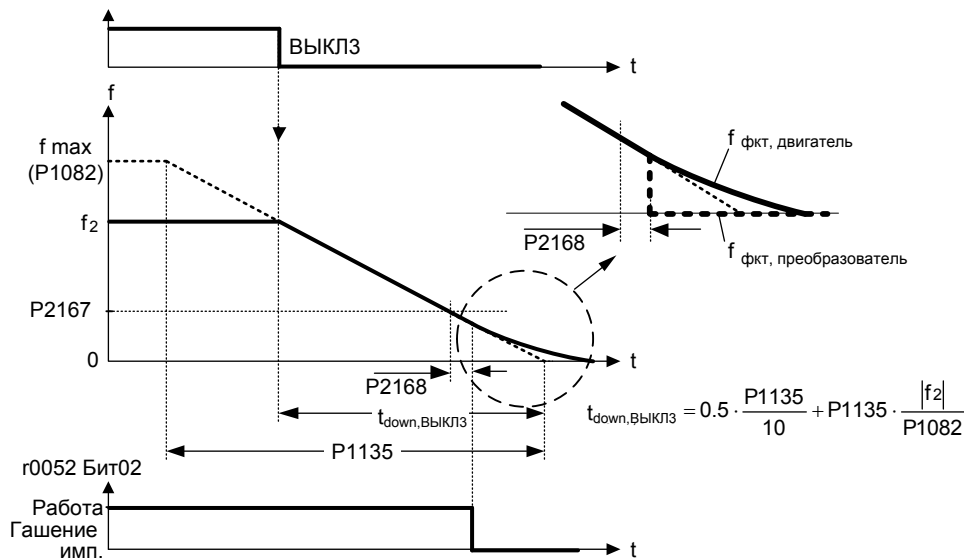 ВЫКЛ3
t
f
f max
(P1082)
f фкт, двигатель
f2
P2168
f фкт, преобразователь
P2167
0
t
P2168
tdown,ВЫКЛ3
tdown,ВЫКЛ3 = 0.5 · P1135 / 10 + P1135 · |f2| / P1082
P1135
r0052 Бит02
Работа
Гашение
имп.
t